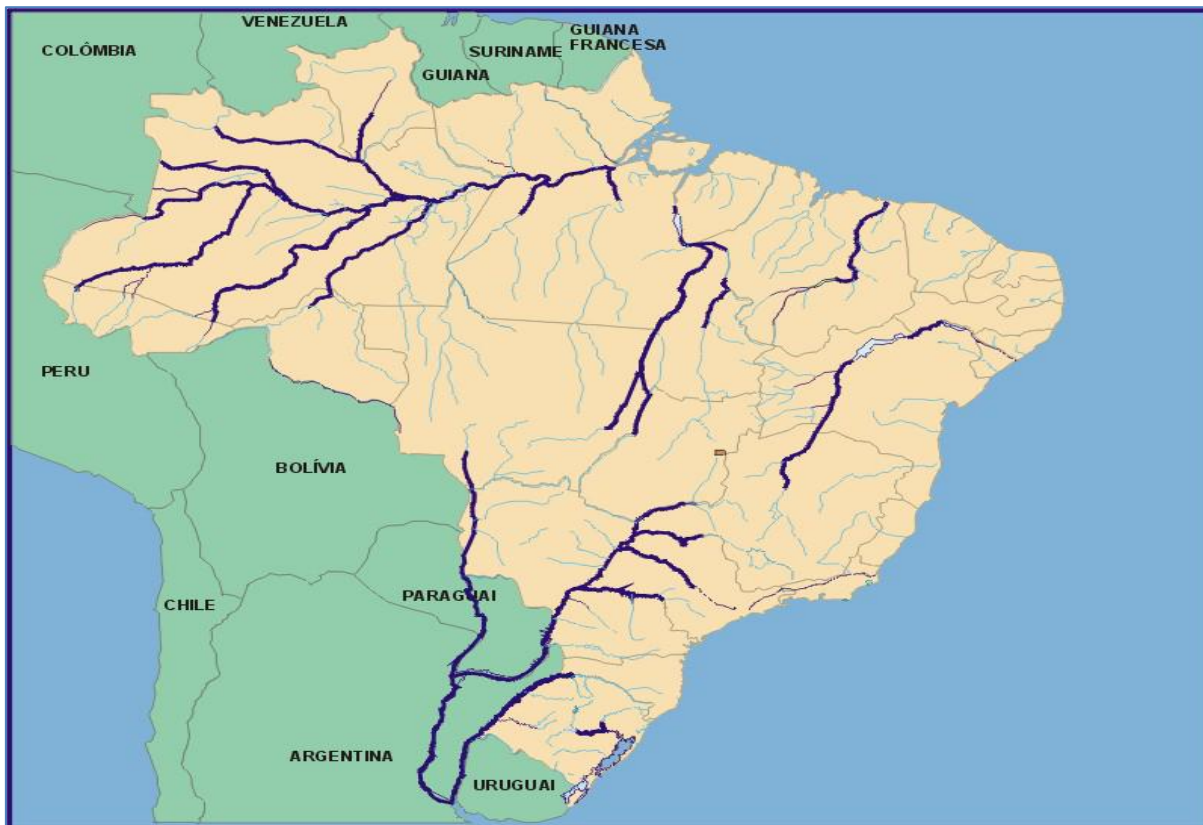 VENEZUELA
COLÔMBIA
GUIANA
FRANCESA
SURINAME
GUIANA
PERU
BOLÍVIA
PARAGUAI
CHILE
ARGENTINA
URUGUAI